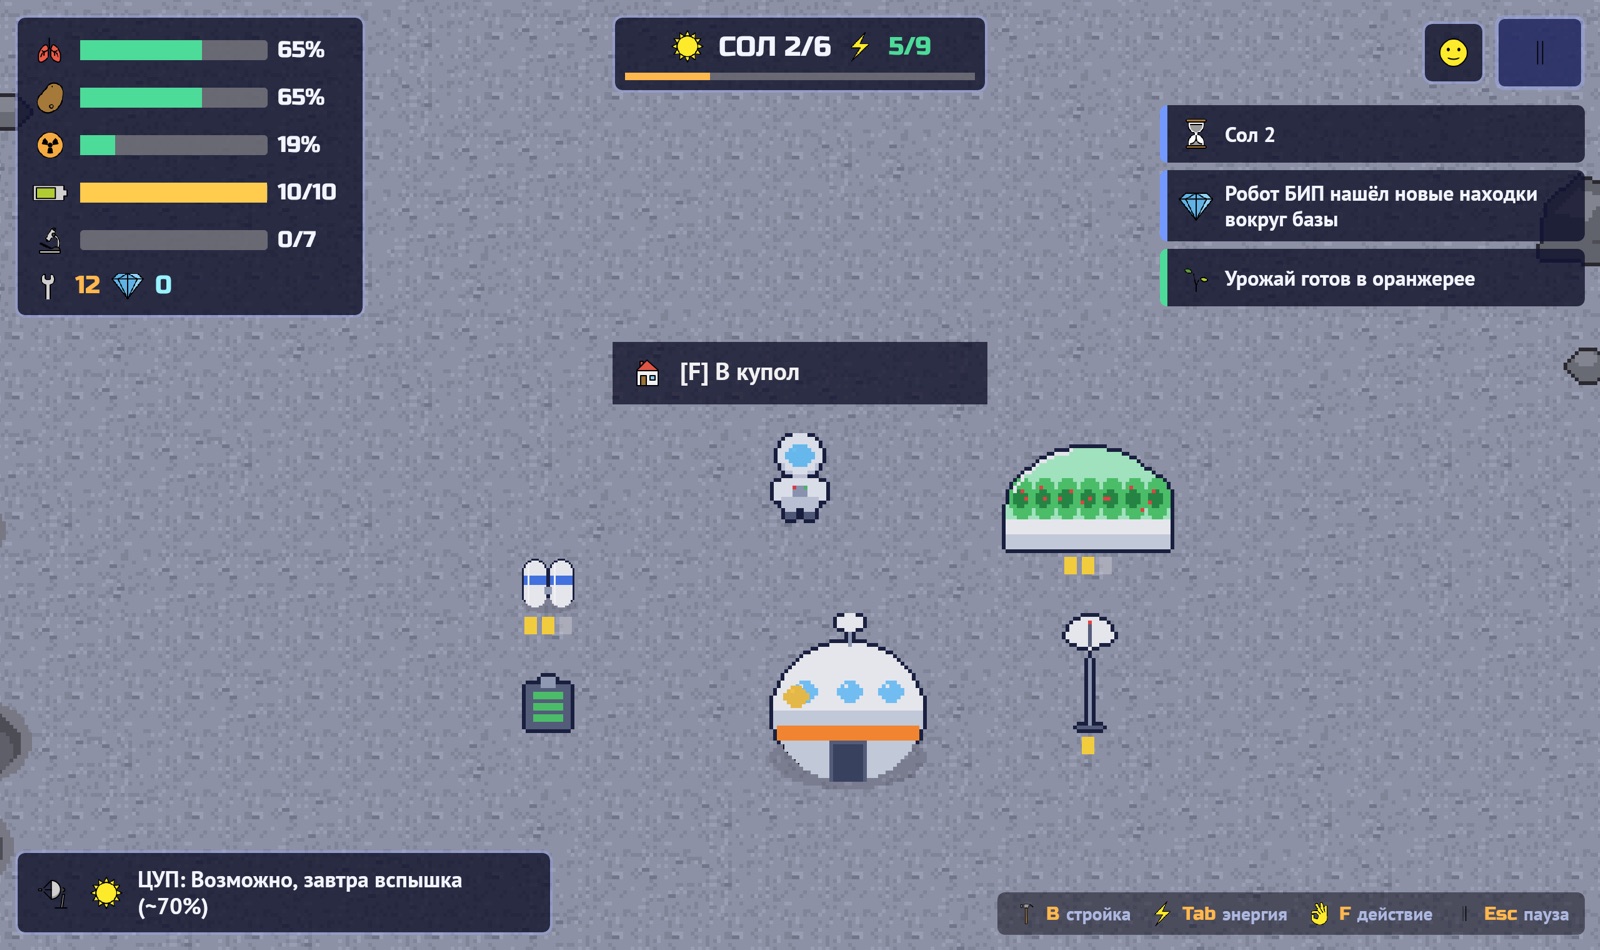 65%
65%
19%
10/10
0/7
12 0
СОЛ 2/6 5/9
Сол 2
Робот БИП нашёл новые находки
вокруг базы
Урожай готов в оранжерее
[F] В купол
ЦУП: Возможно, завтра вспышка
(~70%)
B стройка Tab энергия F действие Esc пауза